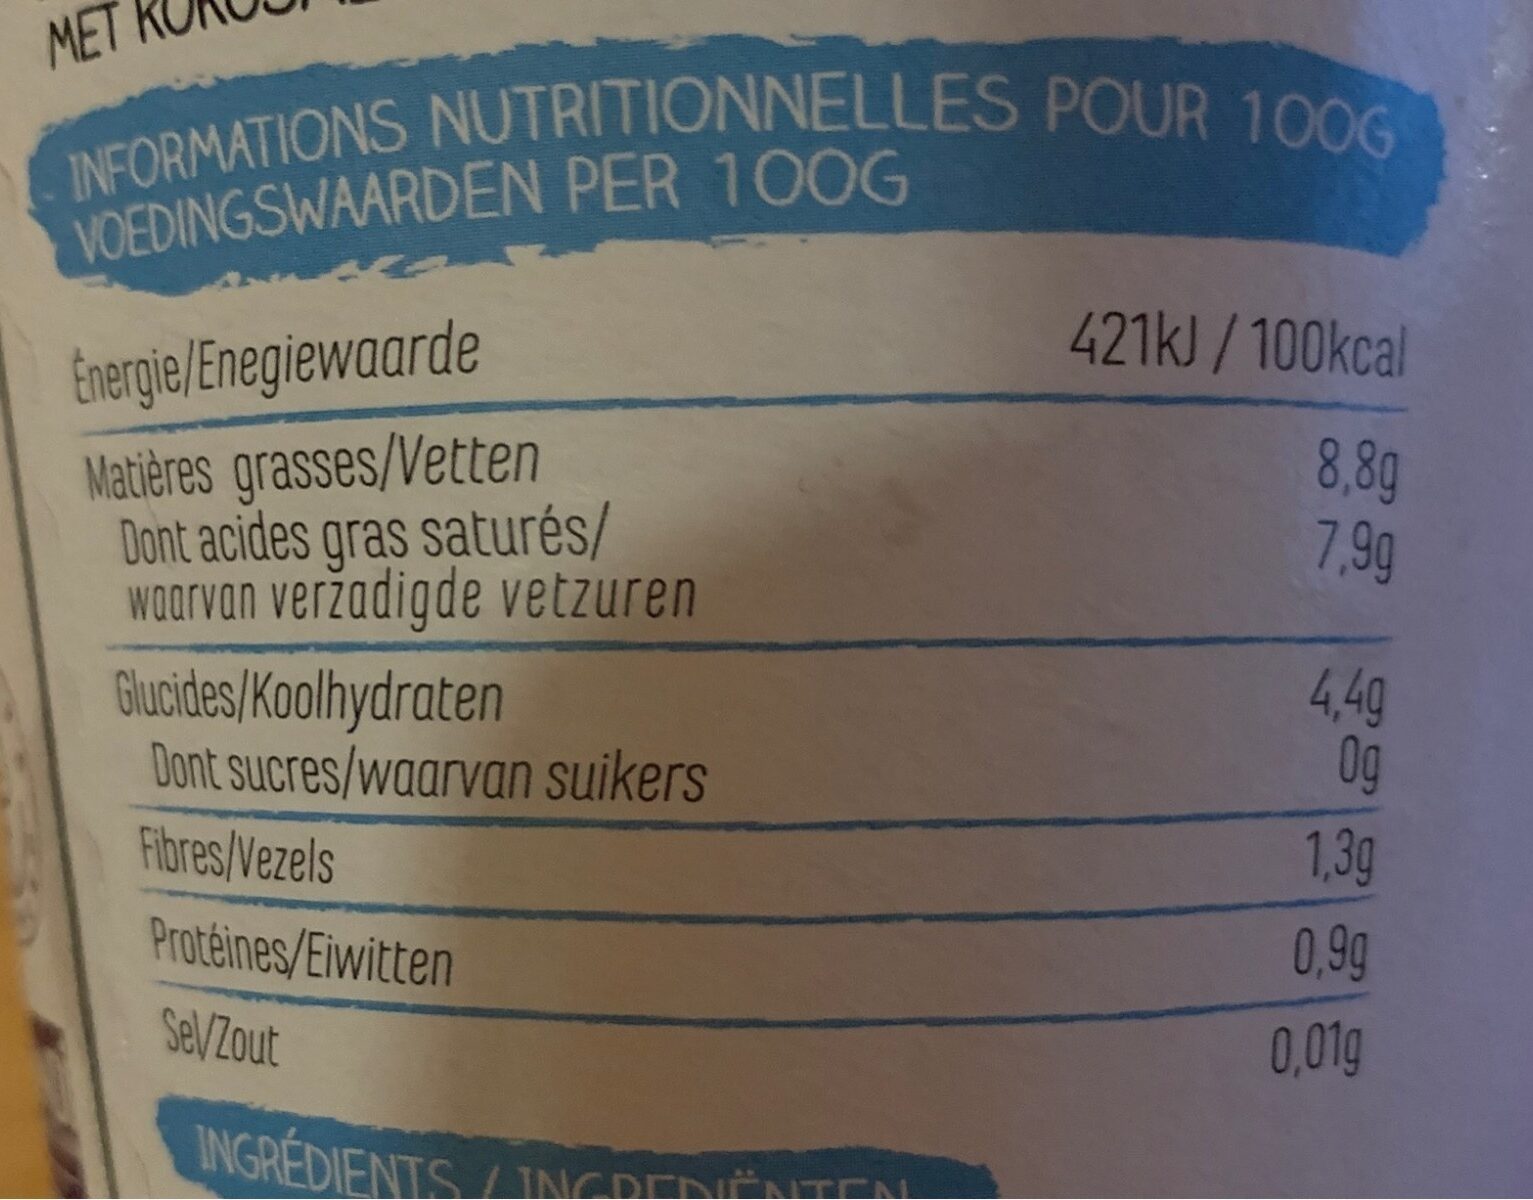 MET
INFORMATIONS NUTRITIONNELLES POUR 100G
VOEDINGSWAARDEN PER 100G
Énergie/Enegiewaarde 421kJ / 100kcal
Matières grasses/Vetten 8,8g
Dont acides gras saturés/ 7,9g
waarvan verzadigde vetzuren
Glucides/Koolhydraten 4,4g
Dont sucres/waarvan suikers 0g
Fibres/Vezels 1,3g
Protéines/Eiwitten 0,9g
Sel/Zout 0,01g
INGRÉDIENTS / INGREDIËNTEN